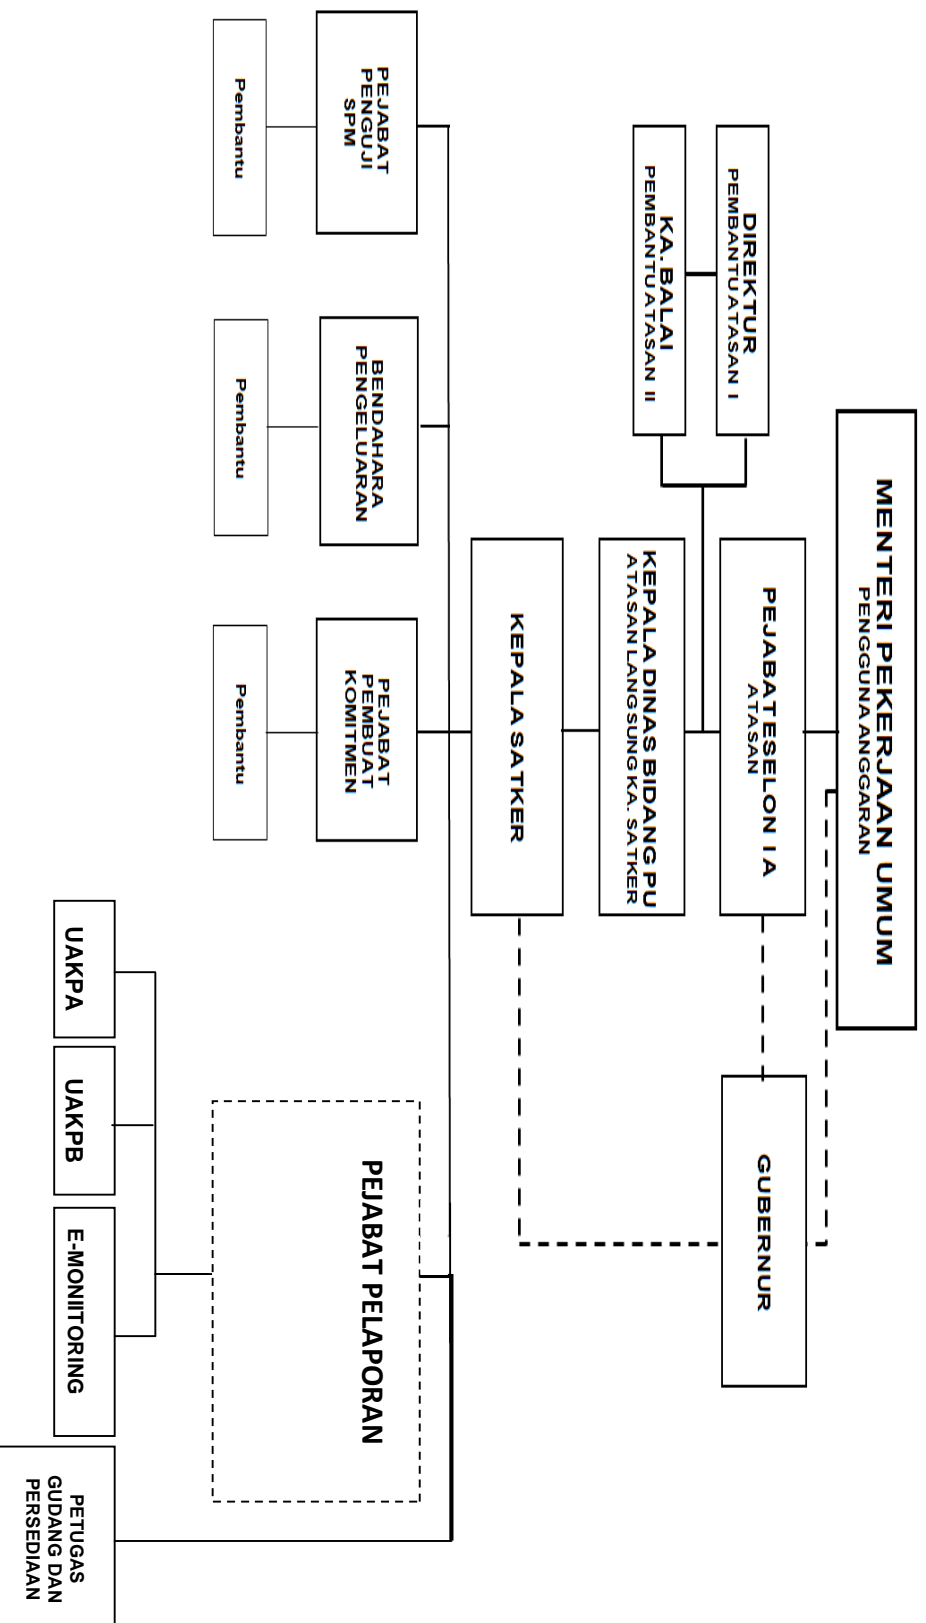 MENTERI PEKERJAAN UMUM
PENGGUNA ANGGARAN
PEJABAT ESELON I A
ATASAN
GUBERNUR
DIREKTUR
PEMBANTU ATASAN I
KA. BALAI
PEMBANTU ATASAN II
KEPALA DINAS BIDANG PU
ATASAN LANGSUNG KA. SATKER
KEPALA SATKER
PEJABAT
PENGUJI
SPM
BENDAHARA
PENGELUARAN
PEJABAT
PEMBUAT
KOMITMEN
PEJABAT PELAPORAN
Pembantu
Pembantu
Pembantu
UAKPA
UAKPB
E-MONIITORING
PETUGAS
GUDANG DAN
PERSEDIAAN